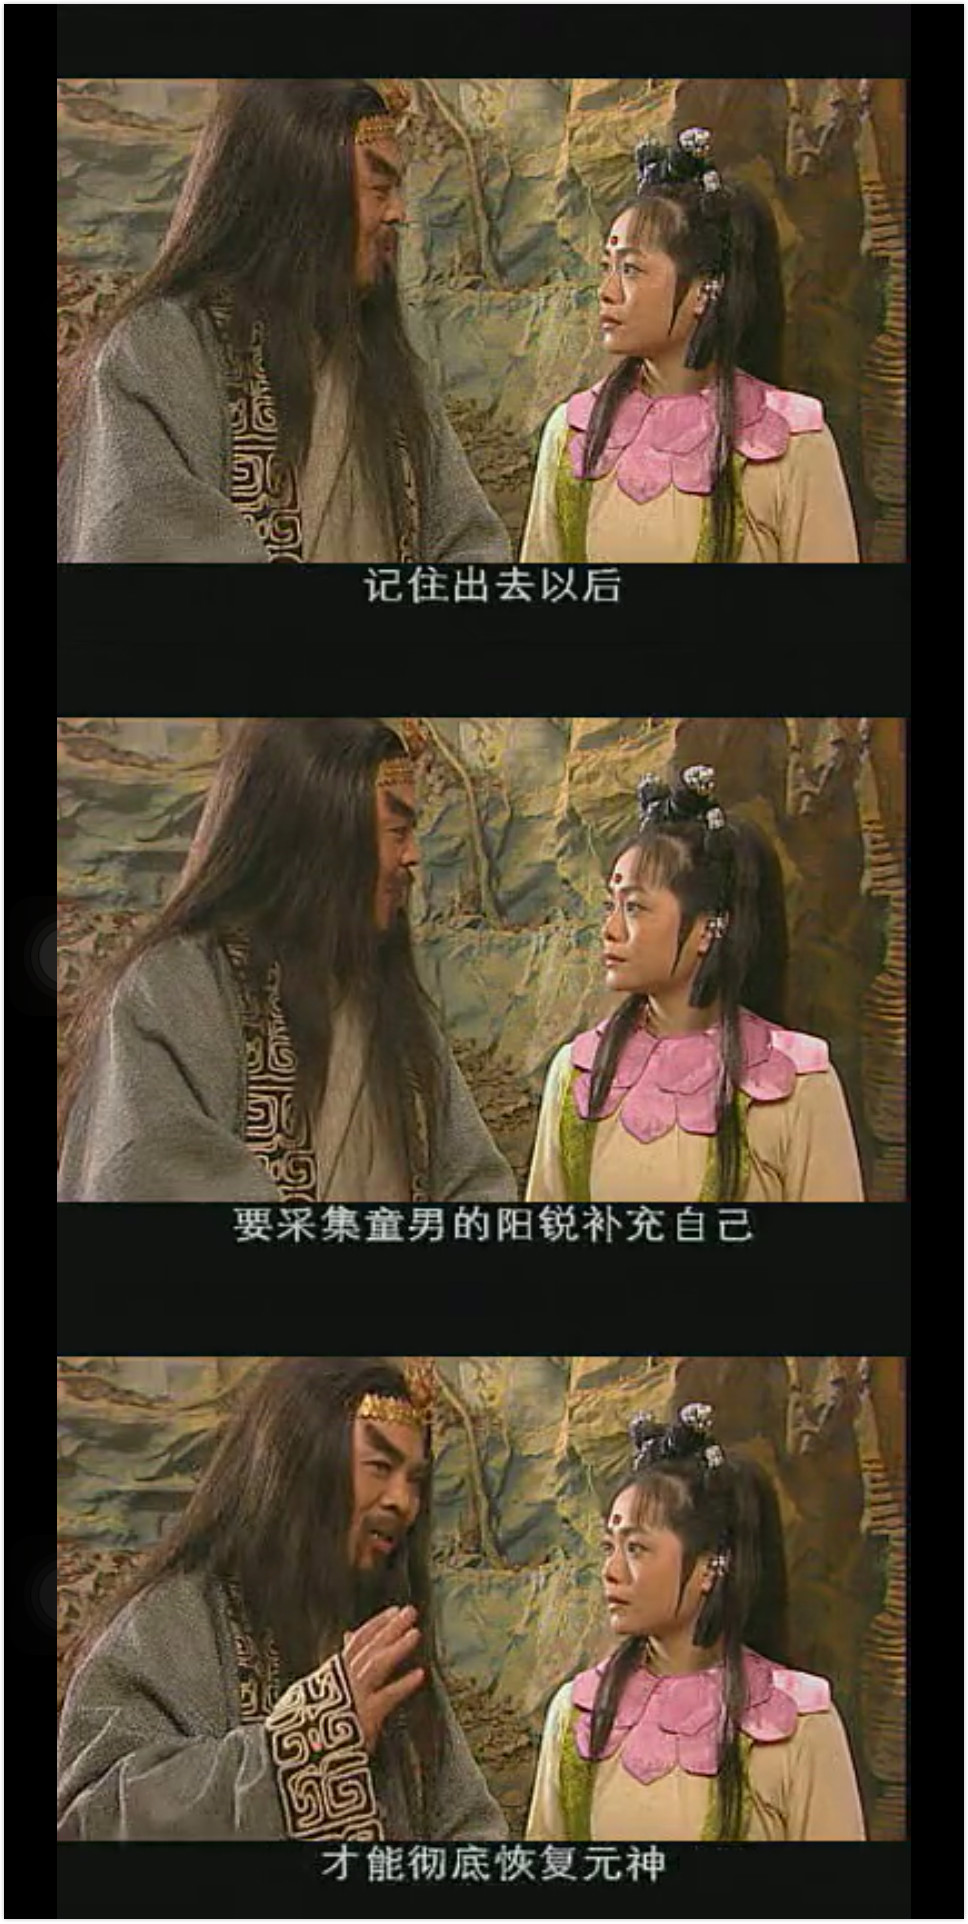 记住出去以后
要采集童男的阳锐补充自己
才能彻底恢复元神